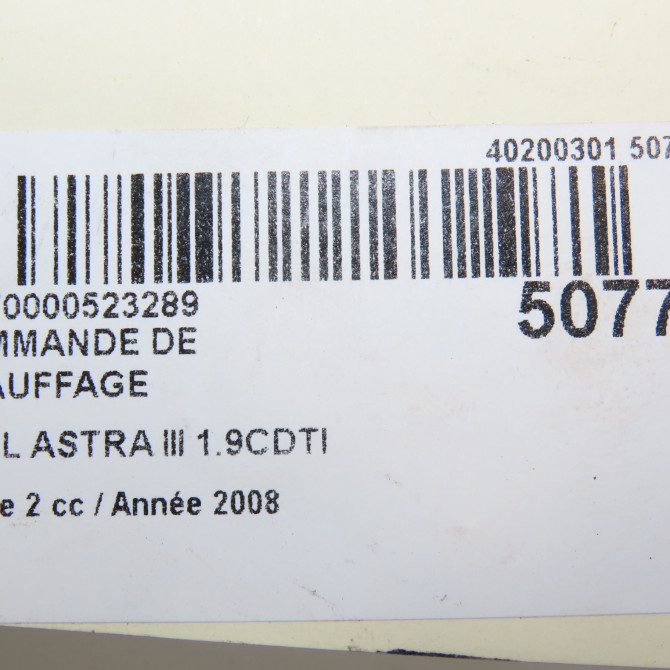 40200301 507
0000523289
5077
MMANDE DE
AUFFAGE
L ASTRA III 1.9CDTI
e 2 cc / Année 2008